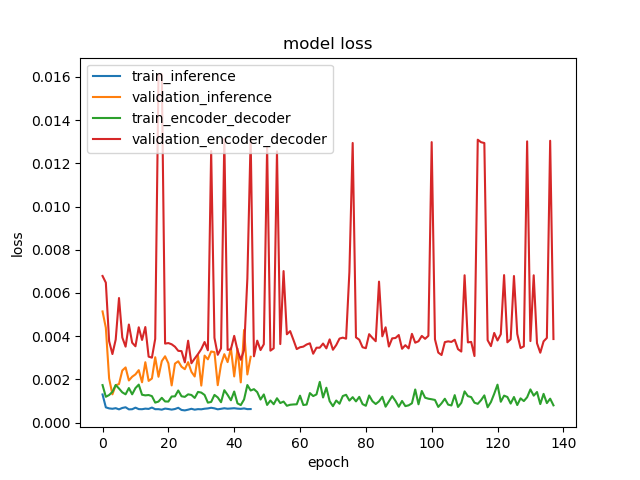 model loss
train_inference
validation_inference
train_encoder_decoder
validation_encoder_decoder
loss
0.016
0.014
0.012
0.010
0.008
0.006
0.004
0.002
0.000
0 20 40 60 80 100 120 140
epoch